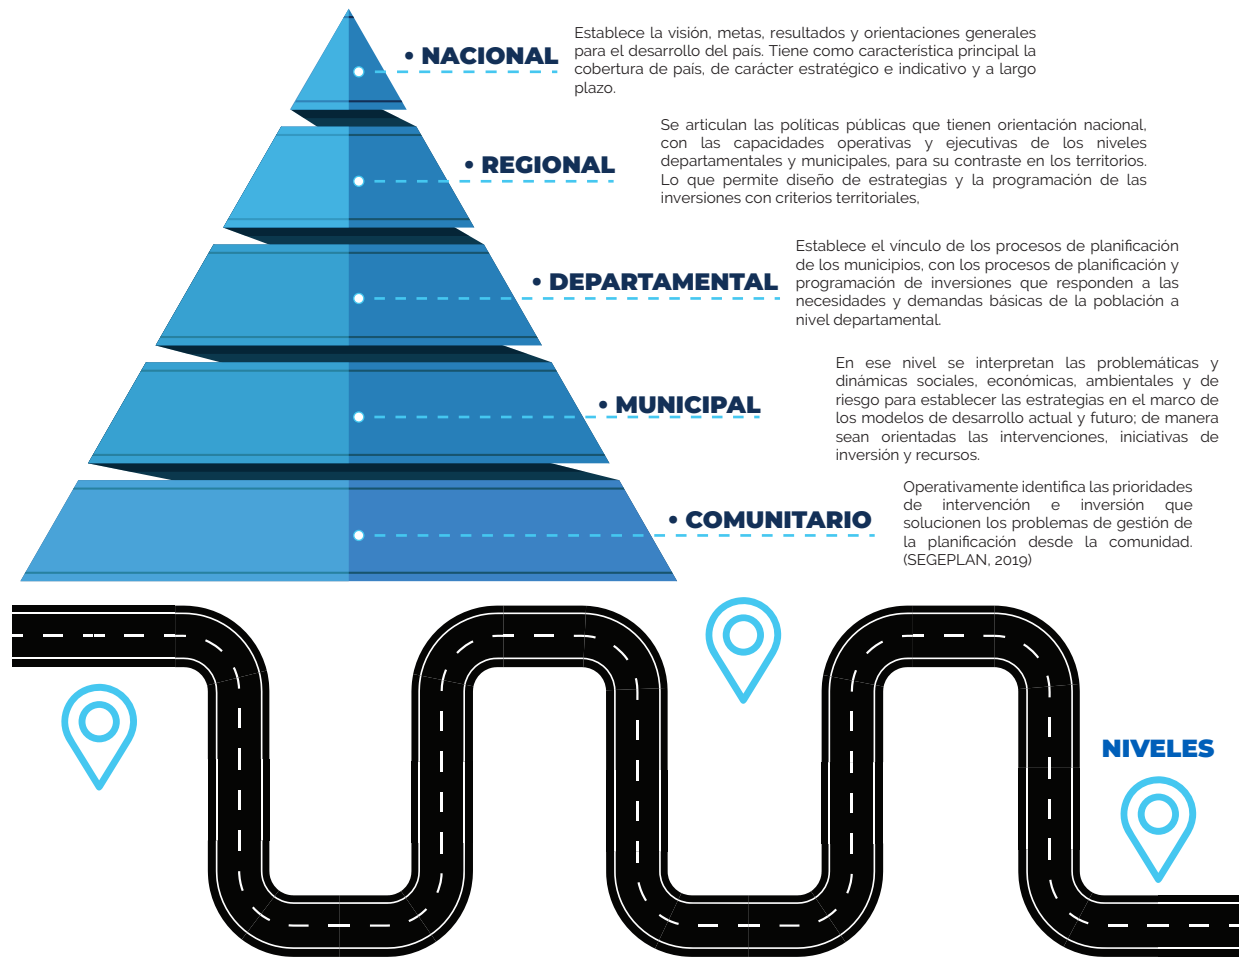 • NACIONAL
Establece la visión, metas, resultados y orientaciones generales
para el desarrollo del país. Tiene como característica principal la
cobertura de país, de carácter estratégico e indicativo y a largo
plazo.
• REGIONAL
Se articulan las políticas públicas que tienen orientación nacional,
con las capacidades operativas y ejecutivas de los niveles
departamentales y municipales, para su contraste en los territorios.
Lo que permite diseño de estrategias y la programación de las
inversiones con criterios territoriales,
• DEPARTAMENTAL
Establece el vínculo de los procesos de planificación
de los municipios, con los procesos de planificación y
programación de inversiones que responden a las
necesidades y demandas básicas de la población a
nivel departamental.
• MUNICIPAL
En ese nivel se interpretan las problemáticas y
dinámicas sociales, económicas, ambientales y de
riesgo para establecer las estrategias en el marco de
los modelos de desarrollo actual y futuro; de manera
sean orientadas las intervenciones, iniciativas de
inversión y recursos.
• COMUNITARIO
Operativamente identifica las prioridades
de intervención e inversión que
solucionen los problemas de gestión de
la planificación desde la comunidad.
(SEGEPLAN, 2019)
NIVELES